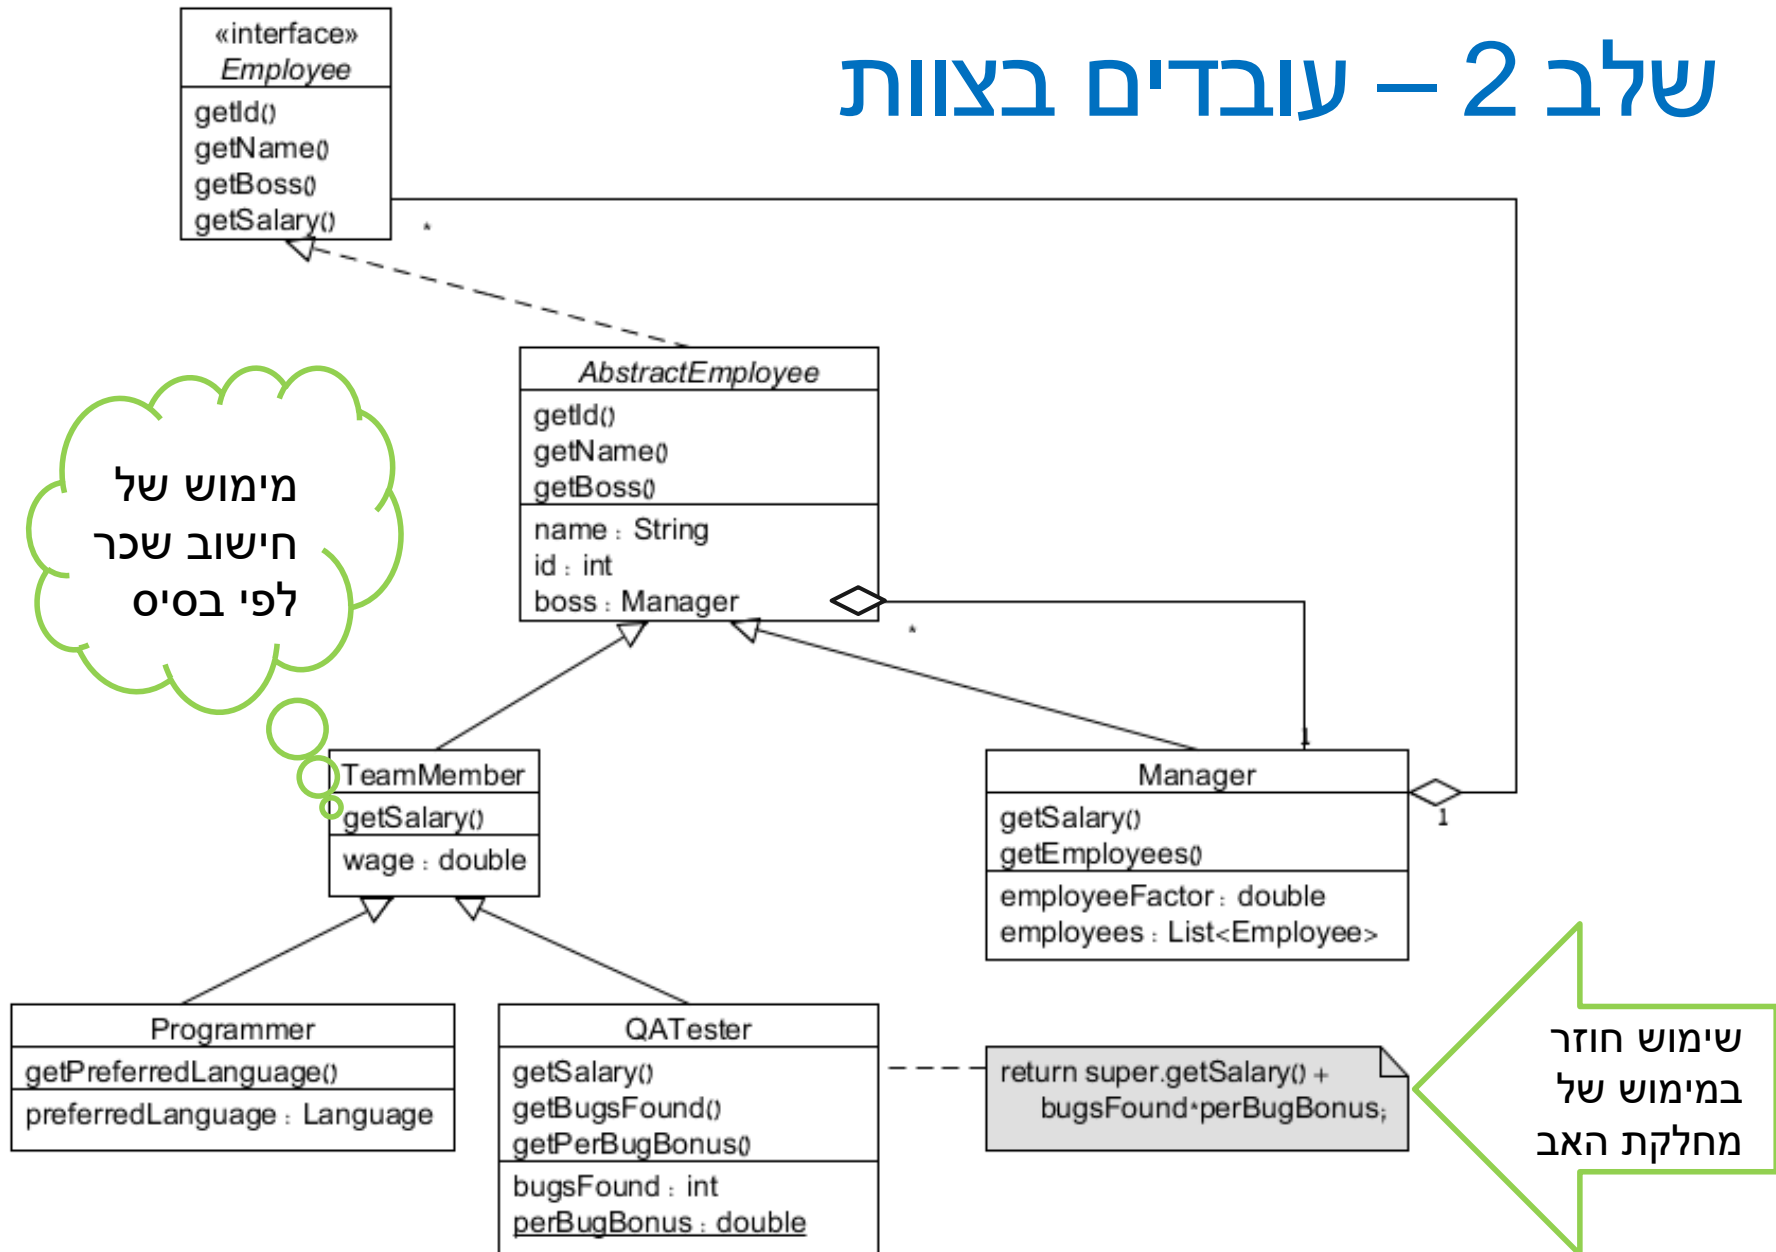 שלב 2 – עובדים בצוות
«interface»
Employee
getId()
getName()
getBoss()
getSalary()
*
AbstractEmployee
getId()
getName()
getBoss()
name : String
id : int
boss : Manager
*
1
מימוש של
חישוב שכר
לפי בסיס
TeamMember
getSalary()
wage : double
Manager
getSalary()
getEmployees()
employeeFactor : double
employees : List<Employee>
1
Programmer
getPreferredLanguage()
preferredLanguage : Language
QATester
getSalary()
getBugsFound()
getPerBugBonus()
bugsFound : int
perBugBonus : double
return super.getSalary() +
bugsFound*perBugBonus;
שימוש חוזר
במימוש של
מחלקת האב